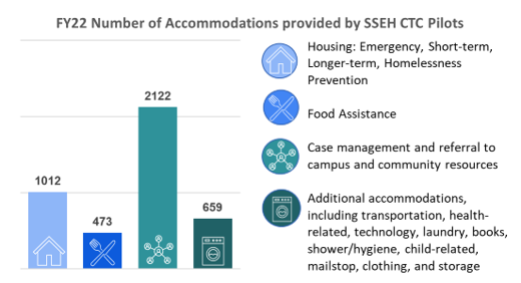 FY22 Number of Accommodations provided by SSEH CTC Pilots
2122
1012
473
659
Housing: Emergency, Short-term,
Longer-term, Homelessness
Prevention
Food Assistance
Case management and referral to
campus and community resources
Additional accommodations,
including transportation, health-
related, technology, laundry, books,
shower/hygiene, child-related,
mailstop, clothing, and storage